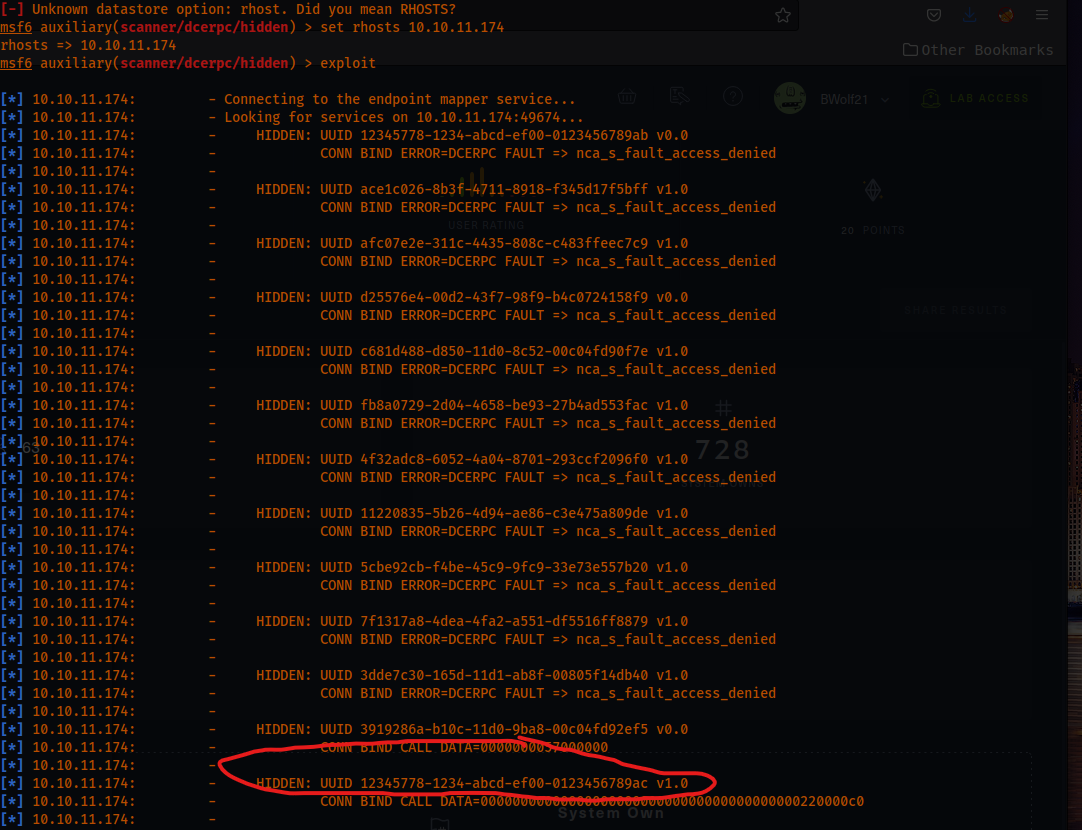 [-] Unknown datastore option: rhost. Did you mean RHOSTS?
msf6 auxiliary(scanner/dcerpc/hidden) > set rhosts 10.10.11.174
rhosts => 10.10.11.174
Other Bookmarks
msf6 auxiliary(scanner/dcerpc/hidden) > exploit
BWolf21
LAB ACCESS
[*] 10.10.11.174: - Connecting to the endpoint mapper service...
[*] 10.10.11.174: - Looking for services on 10.10.11.174:49674...
[*] 10.10.11.174: - HIDDEN: UUID 12345778-1234-abcd-ef00-0123456789ab v0.0
[*] 10.10.11.174: - CONN BIND ERROR=DCERPC FAULT => nca_s_fault_access_denied
[*] 10.10.11.174: -
[*] 10.10.11.174: - HIDDEN: UUID ace1c026-8b3f-4711-8918-f345d17f5bff v1.0
[*] 10.10.11.174: - CONN BIND ERROR=DCERPC FAULT => nca_s_fault_access_denied
[*] 10.10.11.174: -
USER RATING
20 POINTS
[*] 10.10.11.174: - HIDDEN: UUID afc07e2e-311c-4435-808c-c483ffeec7c9 v1.0
[*] 10.10.11.174: - CONN BIND ERROR=DCERPC FAULT => nca_s_fault_access_denied
[*] 10.10.11.174: -
[*] 10.10.11.174: - HIDDEN: UUID d25576e4-00d2-43f7-98f9-b4c0724158f9 v0.0
SHARE RESULTS
[*] 10.10.11.174: - CONN BIND ERROR=DCERPC FAULT => nca_s_fault_access_denied
[*] 10.10.11.174: -
[*] 10.10.11.174: - HIDDEN: UUID c681d488-d850-11d0-8c52-00c04fd90f7e v1.0
[*] 10.10.11.174: - CONN BIND ERROR=DCERPC FAULT => nca_s_fault_access_denied
[*] 10.10.11.174: -
[*] 10.10.11.174: - HIDDEN: UUID fb8a0729-2d04-4658-be93-27b4ad553fac v1.0
[*] 10.10.11.174: - CONN BIND ERROR=DCERPC FAULT => nca_s_fault_access_denied
[*] 10.10.11.174: -
63
728
[*] 10.10.11.174: - HIDDEN: UUID 4f32adc8-6052-4a04-8701-293ccf2096f0 v1.0
[*] 10.10.11.174: - CONN BIND ERROR=DCERPC FAULT => nca_s_fault_access_denied
[*] 10.10.11.174: -
[*] 10.10.11.174: - HIDDEN: UUID 11220835-5b26-4d94-ae86-c3e475a809de v1.0
[*] 10.10.11.174: - CONN BIND ERROR=DCERPC FAULT => nca_s_fault_access_denied
[*] 10.10.11.174: -
[*] 10.10.11.174: - HIDDEN: UUID 5cbe92cb-f4be-45c9-9fc9-33e73e557b20 v1.0
[*] 10.10.11.174: - CONN BIND ERROR=DCERPC FAULT => nca_s_fault_access_denied
[*] 10.10.11.174: -
[*] 10.10.11.174: - HIDDEN: UUID 7f1317a8-4dea-4fa2-a551-df5516ff8879 v1.0
[*] 10.10.11.174: - CONN BIND ERROR=DCERPC FAULT => nca_s_fault_access_denied
[*] 10.10.11.174: -
[*] 10.10.11.174: - HIDDEN: UUID 3dde7c30-165d-11d1-ab8f-00805f14db40 v1.0
[*] 10.10.11.174: - CONN BIND ERROR=DCERPC FAULT => nca_s_fault_access_denied
[*] 10.10.11.174: -
[*] 10.10.11.174: - HIDDEN: UUID 3919286a-b10c-11d0-9ba8-00c04fd92ef5 v0.0
[*] 10.10.11.174: - CONN BIND CALL DATA=0000000057000000
[*] 10.10.11.174: -
[*] 10.10.11.174: - HIDDEN: UUID 12345778-1234-abcd-ef00-0123456789ac v1.0
[*] 10.10.11.174: - CONN BIND CALL DATA=0000000000000000000000000000000000000000220000c0
System Own
[*] 10.10.11.174: -